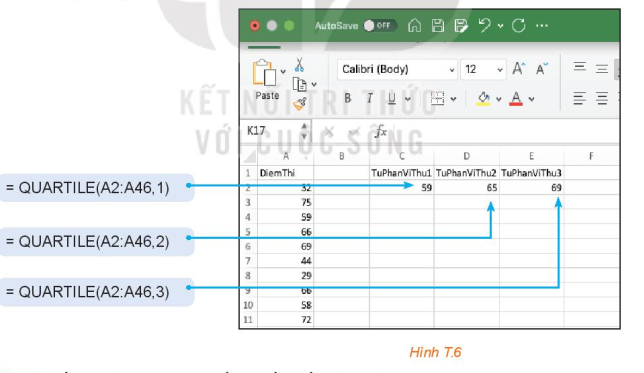 AutoSave OFF
Calibri (Body) 12 A^ A˅
Paste B I U A
KẾT NỐI TRI THỨC
VỚI CUỘC SỐNG
K17 fx
A B C D E F
1 DiemThi TuPhanViThu1 TuPhanViThu2 TuPhanViThu3
= QUARTILE(A2:A46,1)
2 32 59 65 69
3 75
4 59
= QUARTILE(A2:A46,2)
5 66
6 69
7 44
8 29
= QUARTILE(A2:A46,3)
9 66
10 58
11 72
Hình T.6